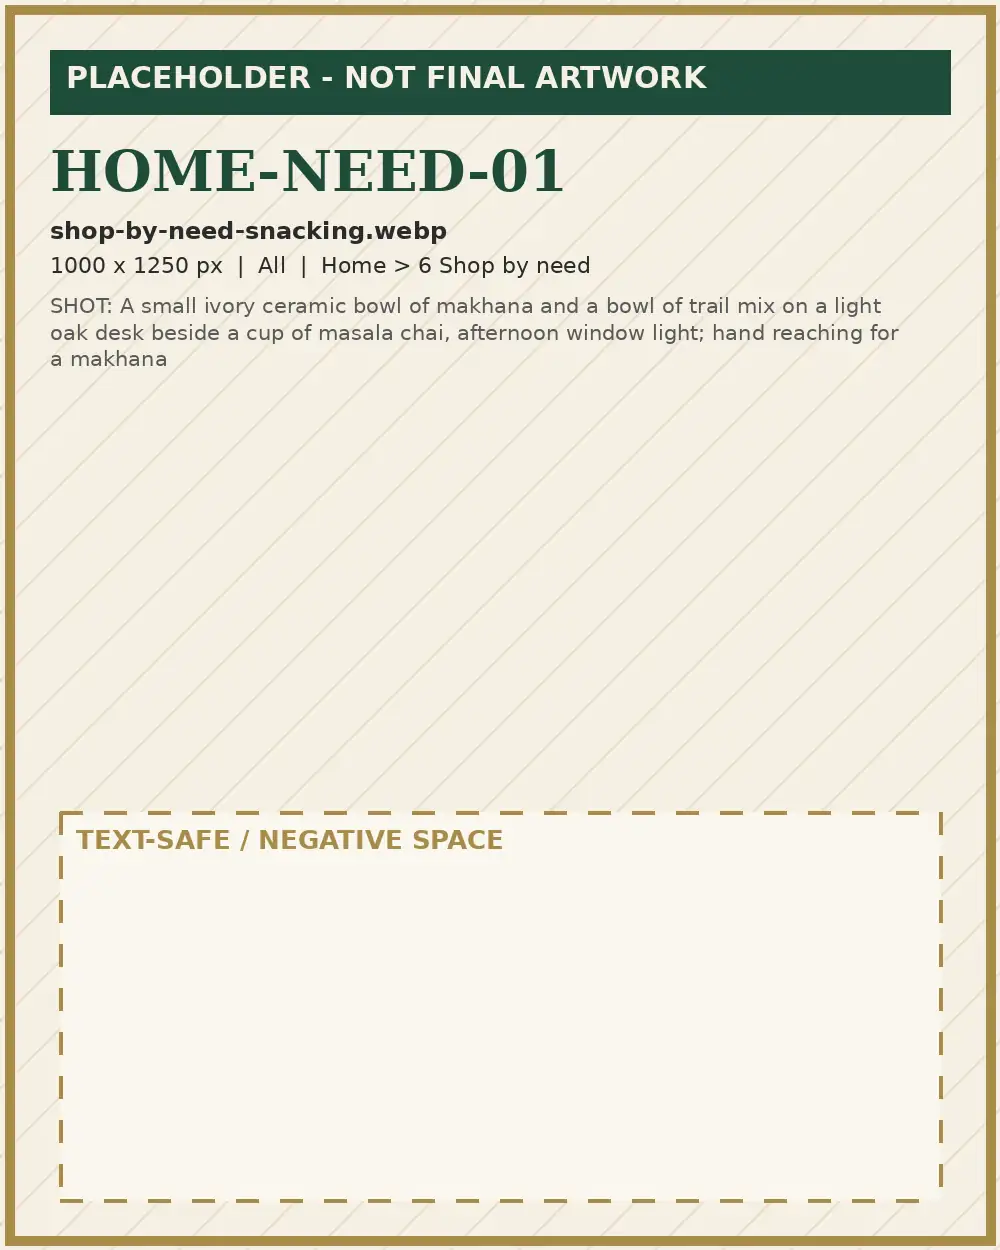 PLACEHOLDER - NOT FINAL ARTWORK
HOME-NEED-01
shop-by-need-snacking.webp
1000 x 1250 px | All | Home > 6 Shop by need
SHOT: A small ivory ceramic bowl of makhana and a bowl of trail mix on a light
oak desk beside a cup of masala chai, afternoon window light; hand reaching for
a makhana
TEXT-SAFE / NEGATIVE SPACE